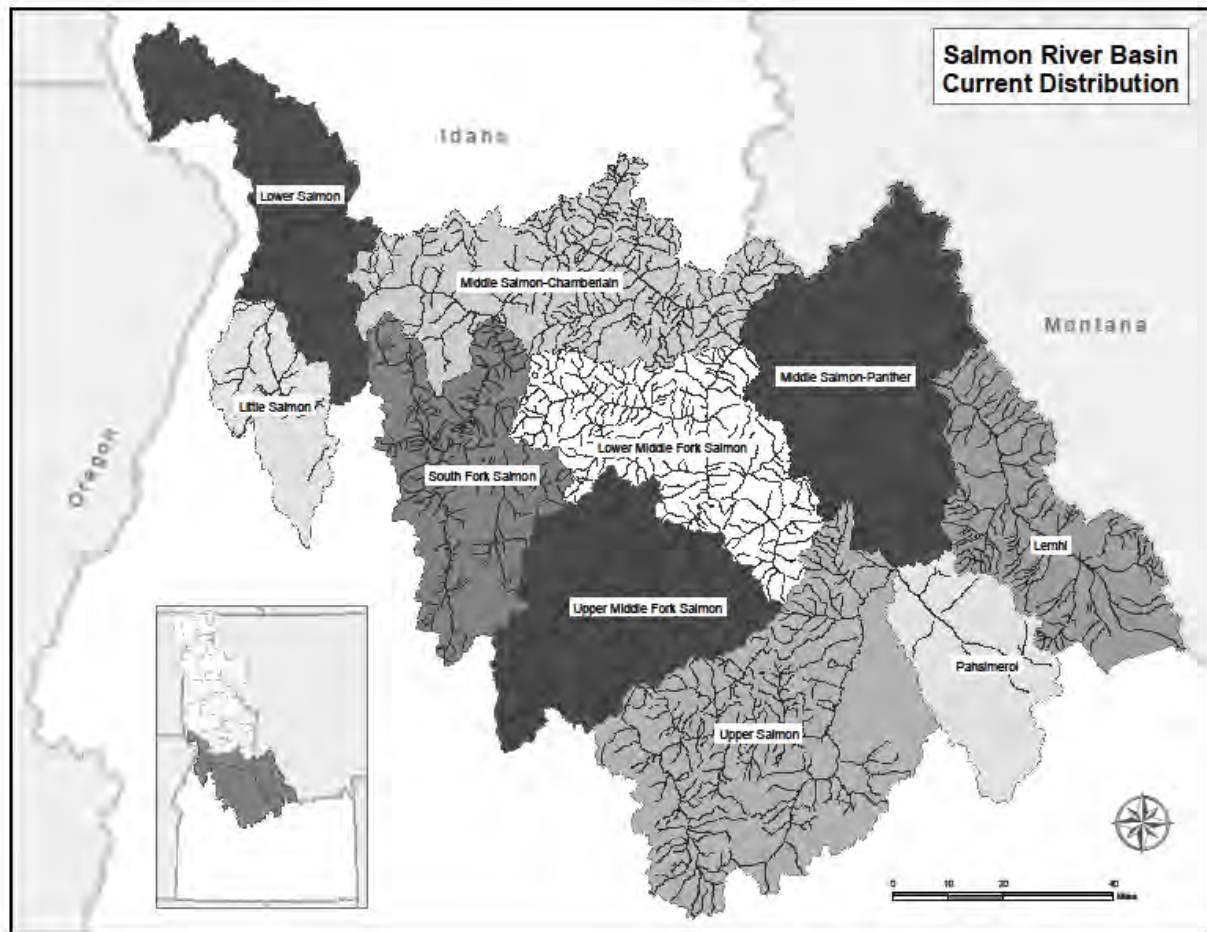 Salmon River Basin
Current Distribution
Idaho
Lower Salmon
Middle Salmon-Chamberlain
Montana
Middle Salmon-Panther
Little Salmon
Lower Middle Fork Salmon
Oregon
South Fork Salmon
Lemhi
Upper Middle Fork Salmon
Pahsimeroi
Upper Salmon
0 10 20 40
Miles